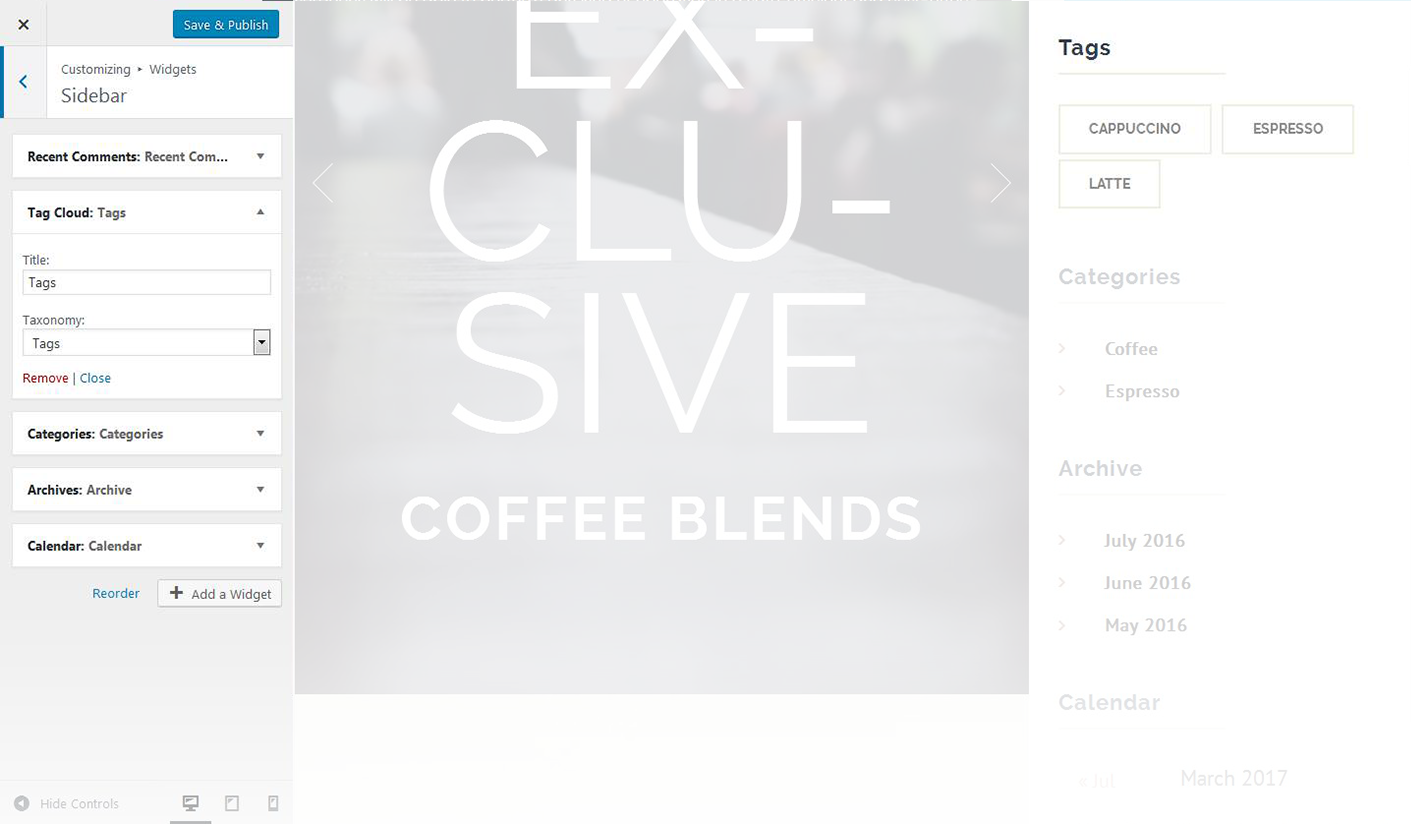 Save & Publish
Customizing ▸ Widgets
Sidebar
Recent Comments: Recent Com...
Tag Cloud: Tags
Title:
Tags
Taxonomy:
Tags
Remove | Close
Categories: Categories
Archives: Archive
Calendar: Calendar
Reorder
Add a Widget
Hide Controls
EX-
CLU-
SIVE
COFFEE BLENDS
Tags
CAPPUCCINO
ESPRESSO
LATTE
Categories
Coffee
Espresso
Archive
July 2016
June 2016
May 2016
Calendar
« Jul
March 2017